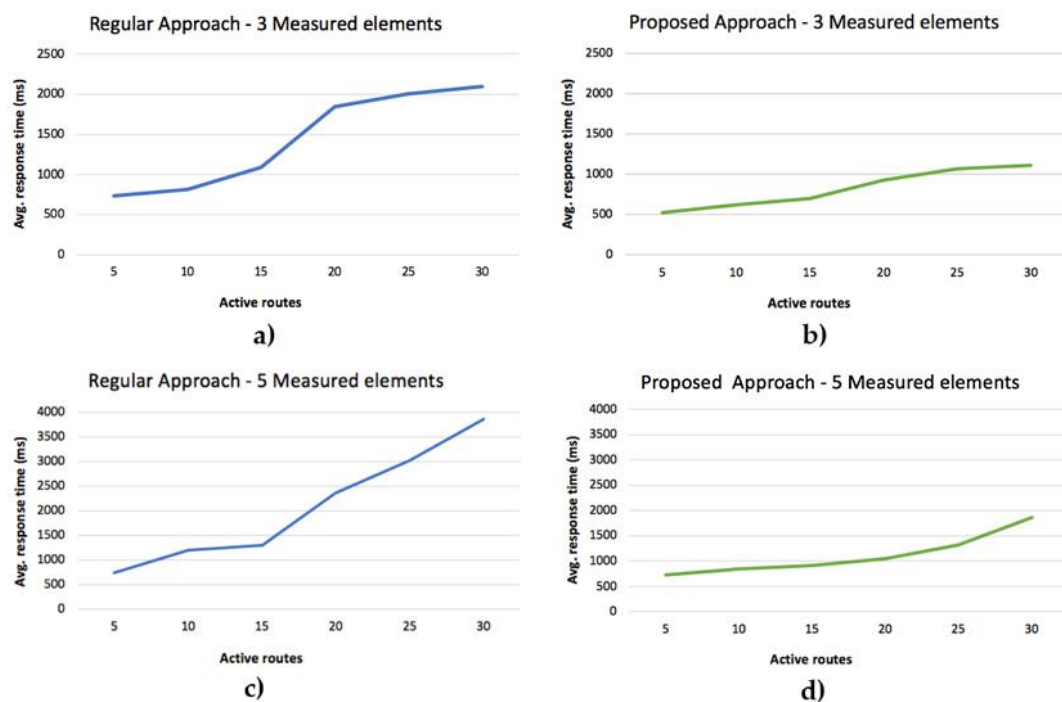 Regular Approach - 3 Measured elements
Avg. response time (ms)
2500
2000
1500
1000
500
0
5 10 15 20 25 30
Active routes
a)
Proposed Approach - 3 Measured elements
Avg. response time (ms)
2500
2000
1500
1000
500
0
5 10 15 20 25 30
Active routes
b)
Regular Approach - 5 Measured elements
Avg. response time (ms)
4000
3500
3000
2500
2000
1500
1000
500
0
5 10 15 20 25 30
Active routes
c)
Proposed Approach - 5 Measured elements
Avg. response time (ms)
4000
3500
3000
2500
2000
1500
1000
500
0
5 10 15 20 25 30
Active routes
d)